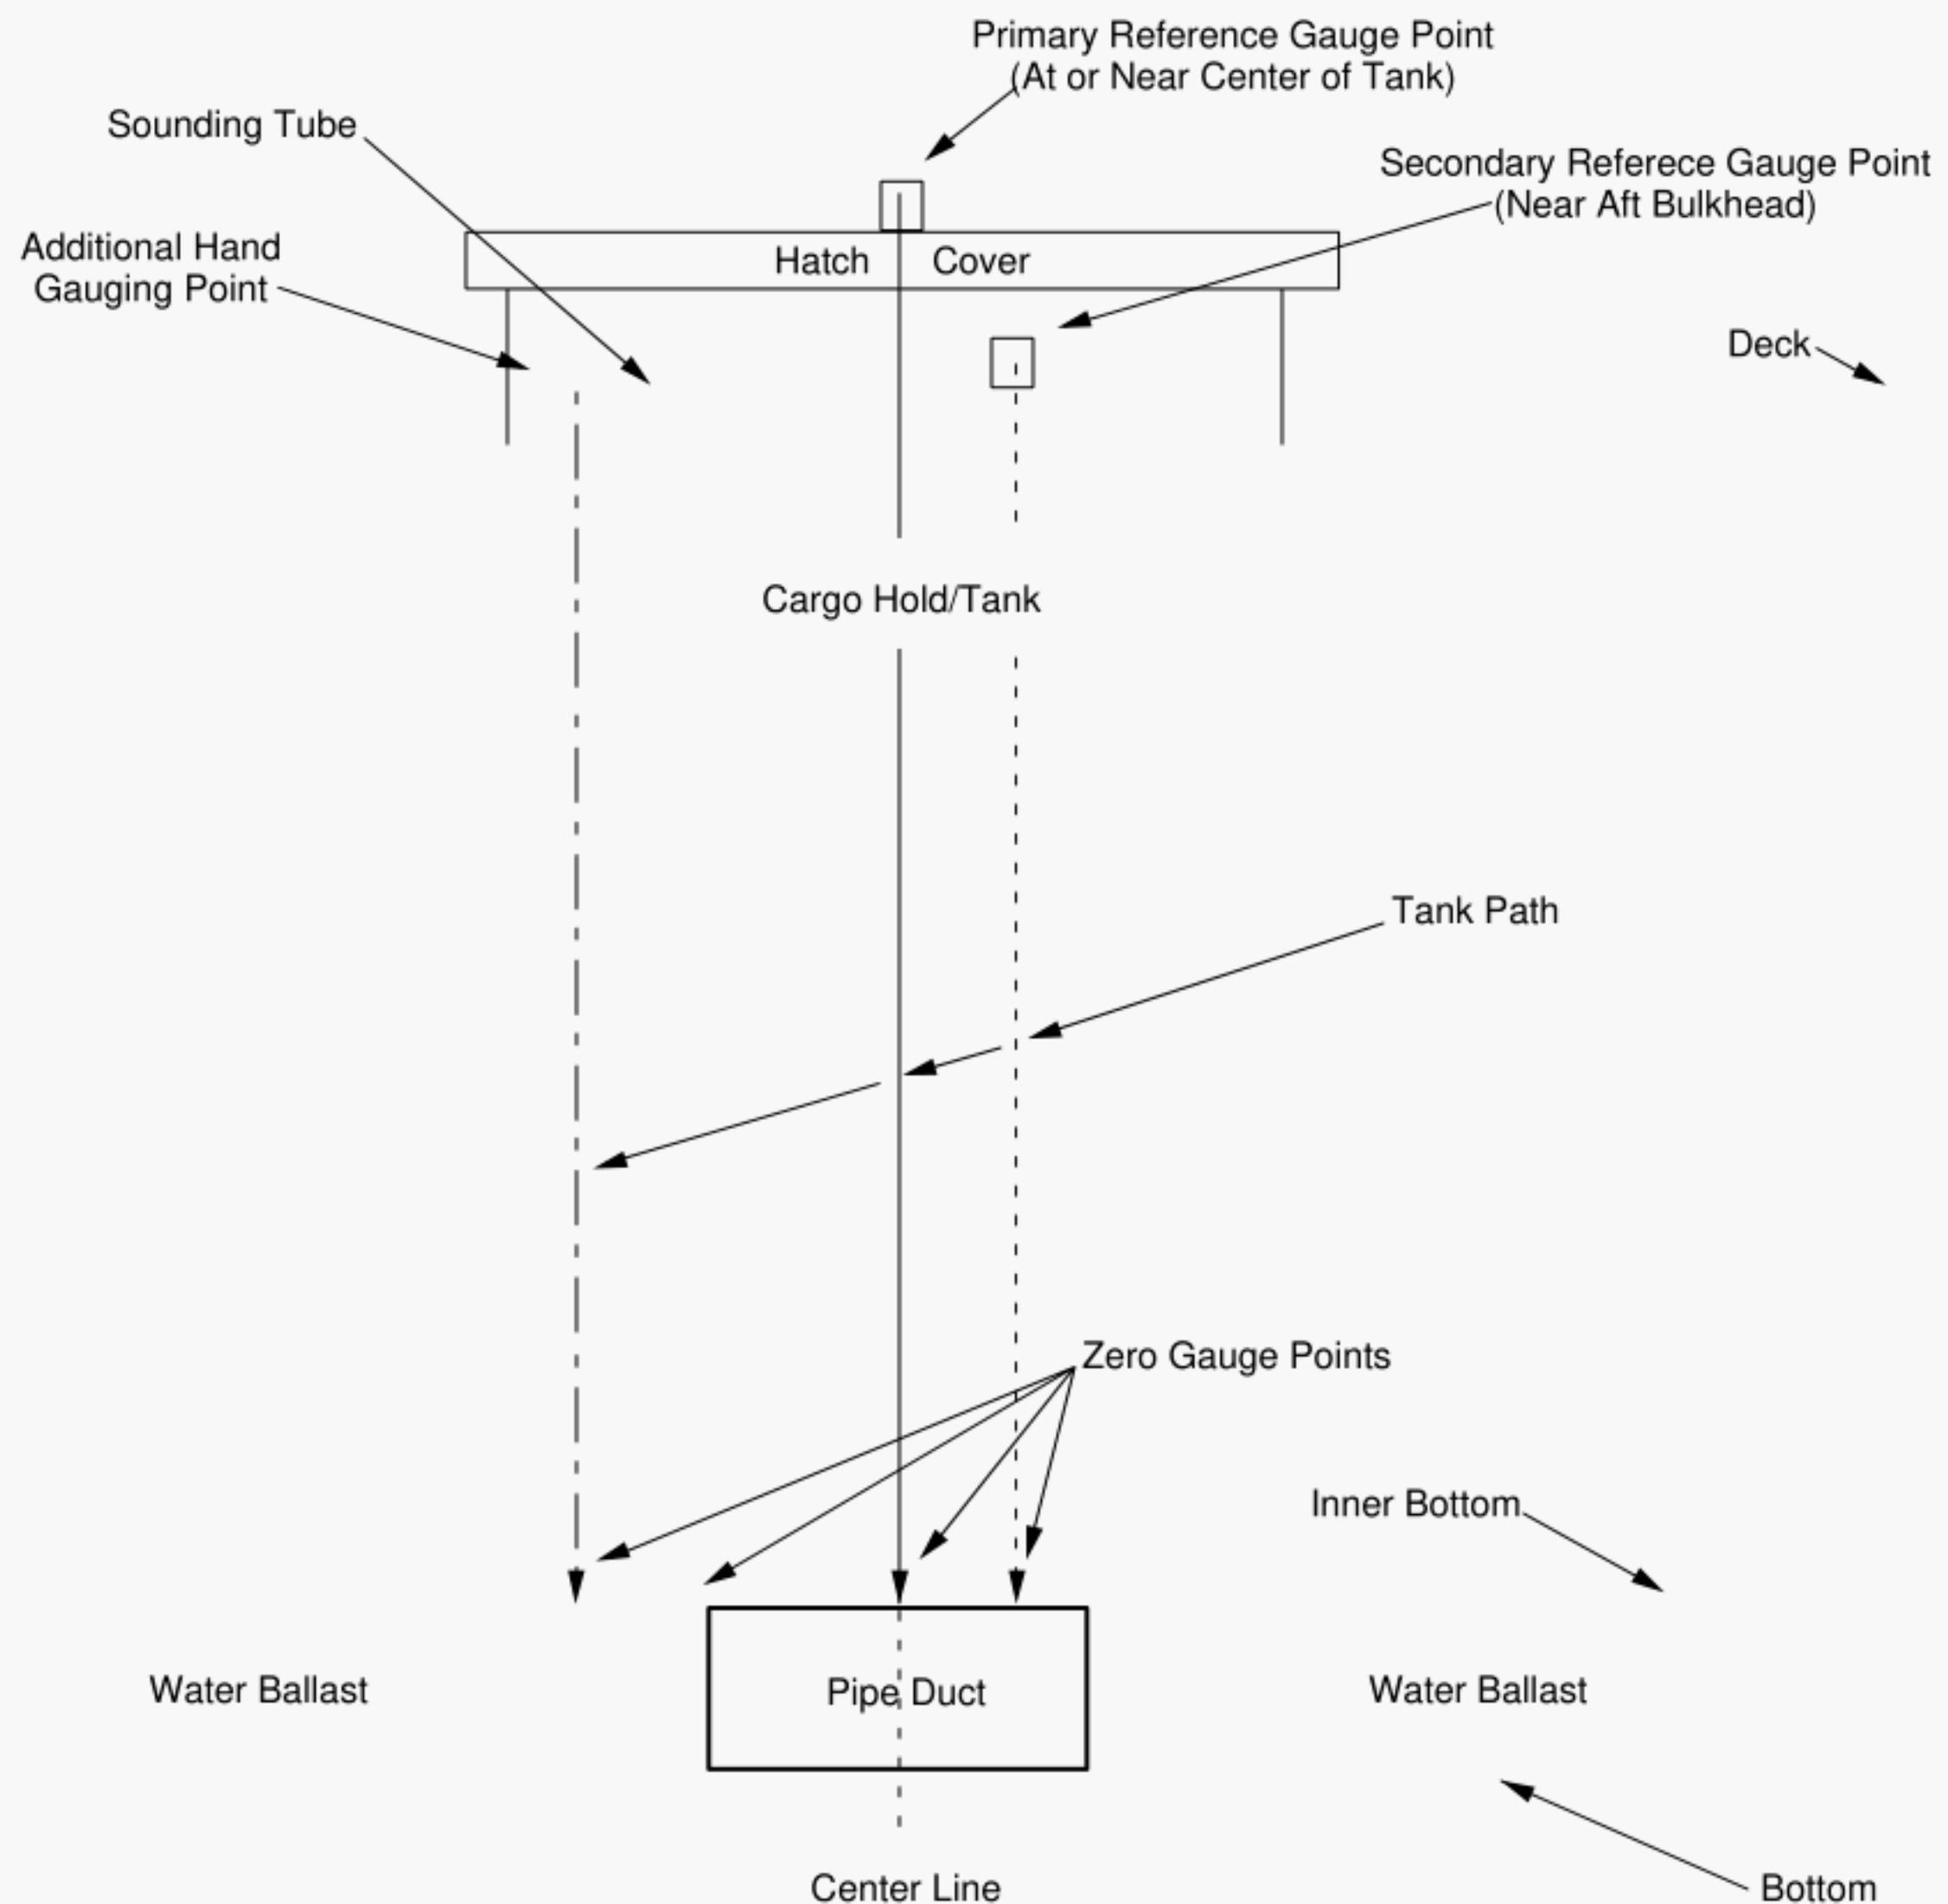 Primary Reference Gauge Point
(At or Near Center of Tank)
Sounding Tube
Secondary Referece Gauge Point
(Near Aft Bulkhead)
Additional Hand
Gauging Point
Hatch Cover
Deck
Cargo Hold/Tank
Tank Path
Zero Gauge Points
Inner Bottom
Water Ballast
Pipe Duct
Water Ballast
Center Line
Bottom